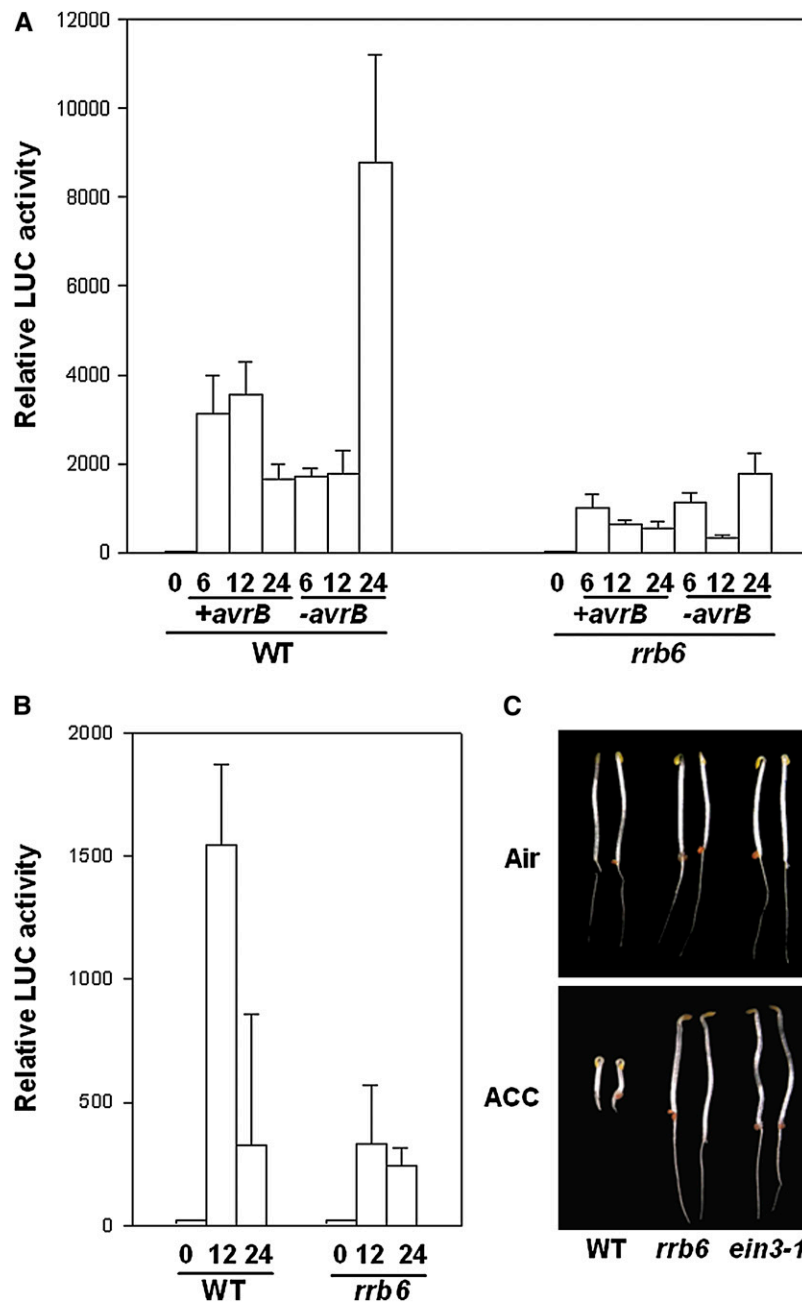 A
12000
10000
8000
6000
4000
2000
0
Relative LUC activity
0 6 12 24 6 12 24
+avrB -avrB
WT
0 6 12 24 6 12 24
+avrB -avrB
rrb6
B
2000
1500
1000
500
0
Relative LUC activity
0 12 24
WT
0 12 24
rrb6
C
Air
ACC
WT rrb6 ein3-1